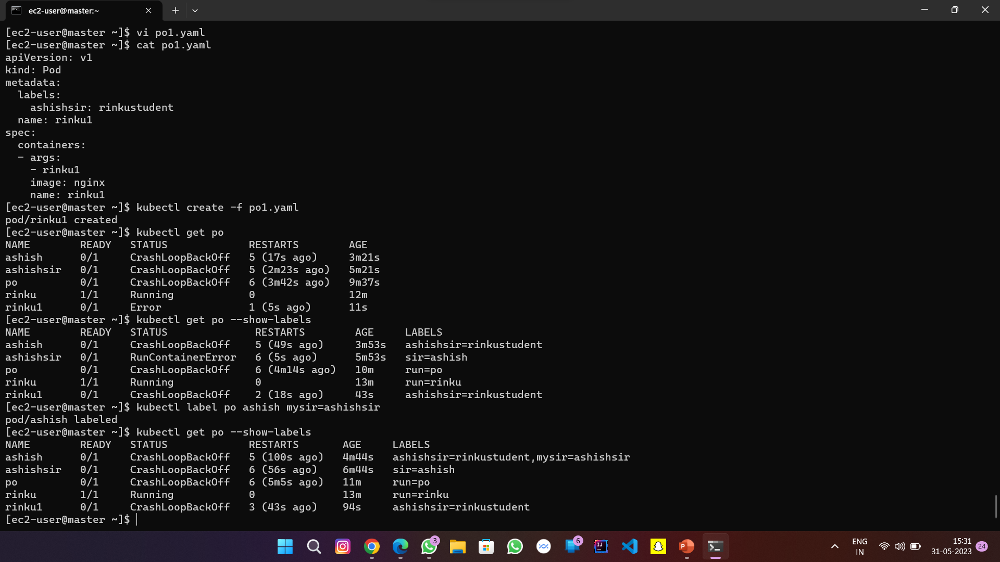 ec2-user@master:~
[ec2-user@master ~]$ vi po1.yaml
[ec2-user@master ~]$ cat po1.yaml
apiVersion: v1
kind: Pod
metadata:
  labels:
    ashishsir: rinkustudent
  name: rinku1
spec:
  containers:
  - args:
    - rinku1
    image: nginx
    name: rinku1
[ec2-user@master ~]$ kubectl create -f po1.yaml
pod/rinku1 created
[ec2-user@master ~]$ kubectl get po
NAME        READY   STATUS             RESTARTS        AGE
ashish      0/1     CrashLoopBackOff   5 (17s ago)     3m21s
ashishsir   0/1     CrashLoopBackOff   5 (2m23s ago)   5m21s
po          0/1     CrashLoopBackOff   6 (3m42s ago)   9m37s
rinku       1/1     Running            0               12m
rinku1      0/1     Error              1 (5s ago)      11s
[ec2-user@master ~]$ kubectl get po --show-labels
NAME        READY   STATUS              RESTARTS        AGE     LABELS
ashish      0/1     CrashLoopBackOff    5 (49s ago)     3m53s   ashishsir=rinkustudent
ashishsir   0/1     RunContainerError   6 (5s ago)      5m53s   sir=ashish
po          0/1     CrashLoopBackOff    6 (4m14s ago)   10m     run=po
rinku       1/1     Running             0               13m     run=rinku
rinku1      0/1     CrashLoopBackOff    2 (18s ago)     43s     ashishsir=rinkustudent
[ec2-user@master ~]$ kubectl label po ashish mysir=ashishsir
pod/ashish labeled
[ec2-user@master ~]$ kubectl get po --show-labels
NAME        READY   STATUS             RESTARTS       AGE     LABELS
ashish      0/1     CrashLoopBackOff   5 (100s ago)   4m44s   ashishsir=rinkustudent,mysir=ashishsir
ashishsir   0/1     CrashLoopBackOff   6 (56s ago)    6m44s   sir=ashish
po          0/1     CrashLoopBackOff   6 (5m5s ago)   11m     run=po
rinku       1/1     Running            0              13m     run=rinku
rinku1      0/1     CrashLoopBackOff   3 (43s ago)    94s     ashishsir=rinkustudent
[ec2-user@master ~]$
3
6
IJ
P
ENG
IN
15:31
31-05-2023
24